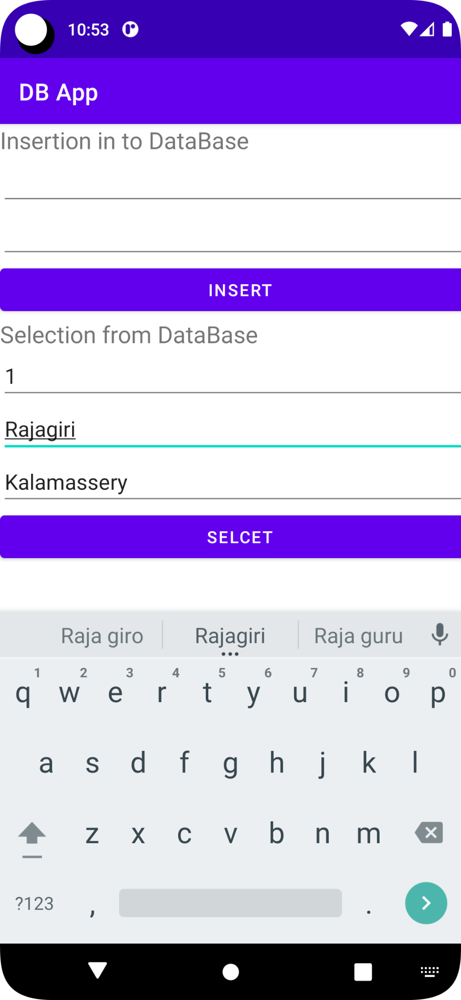 10:53
DB App
Insertion in to DataBase
INSERT
Selection from DataBase
1
Rajagiri
Kalamassery
SELCET
Raja giro Rajagiri Raja guru
1 2 3 4 5 6 7 8 9 0
q w e r t y u i o p
a s d f g h j k l
z x c v b n m
?123 , .